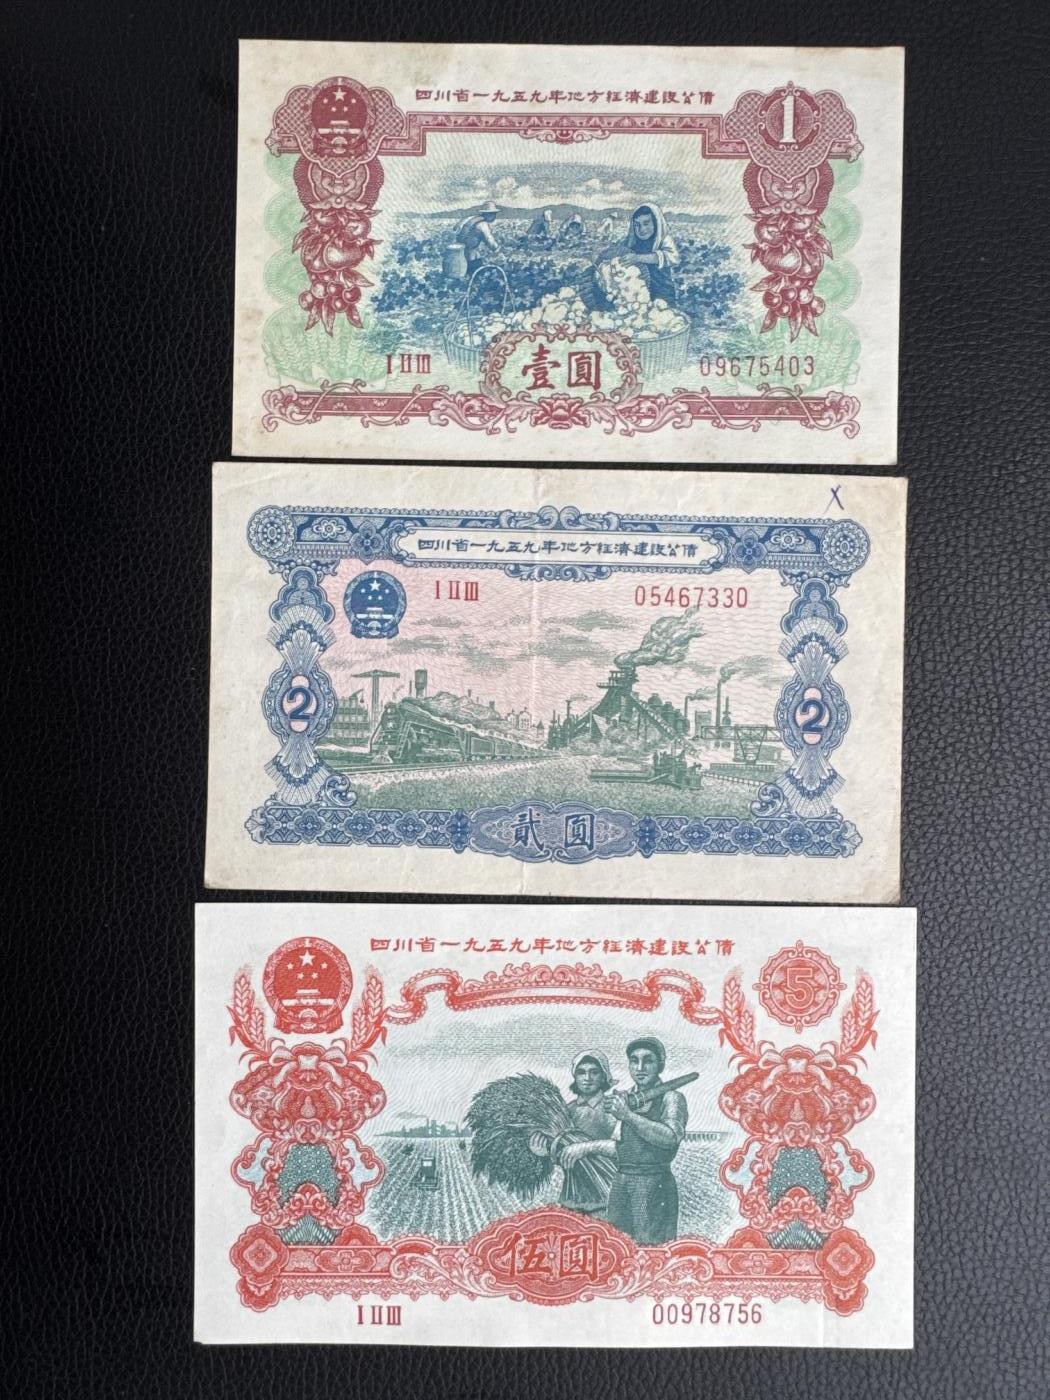 四川省一九五九年地方经濟建設公債
1
I II III
壹圓
09675403
X
四川省一九五九年地方经濟建設公債
I II III
05467330
2
2
貳圓
四川省一九五九年地方经濟建設公債
5
伍圓
I II III
00978756